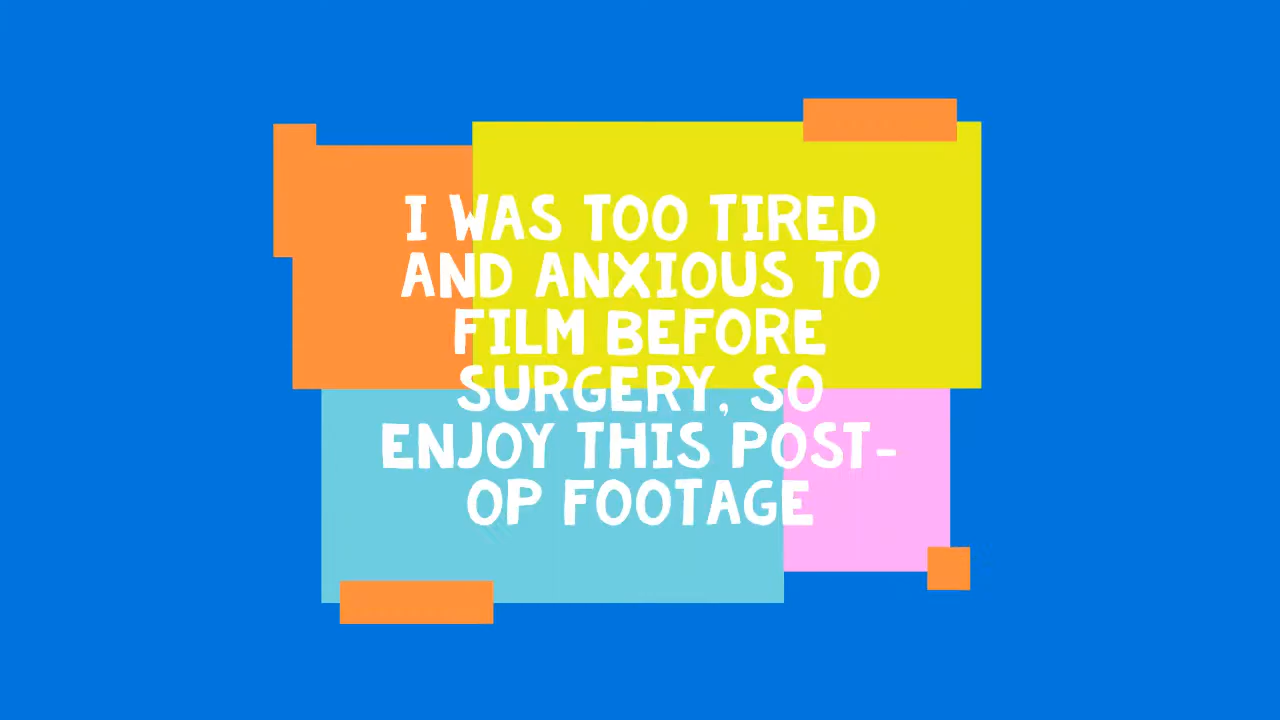 I WAS TOO TIRED
AND ANXIOUS TO
FILM BEFORE
SURGERY, SO
ENJOY THIS POST-
OP FOOTAGE